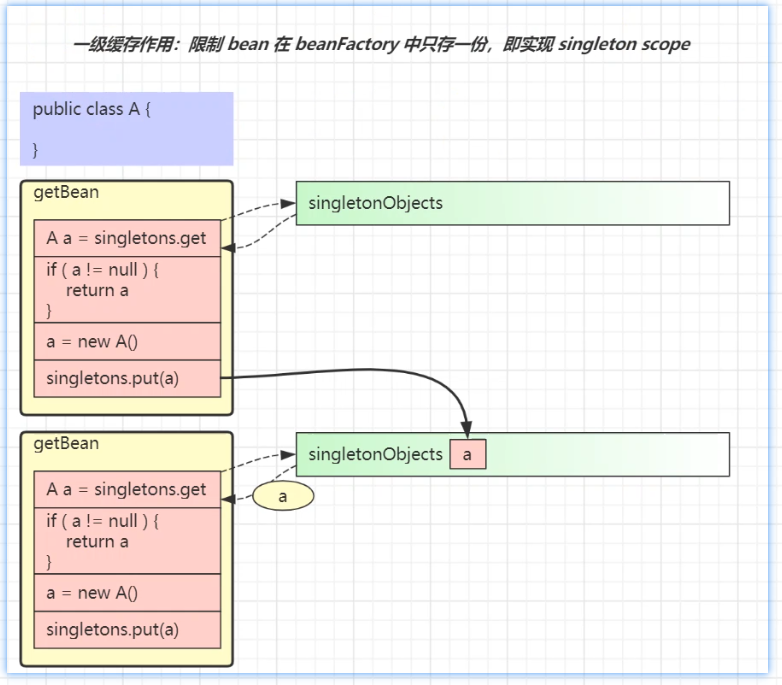 一级缓存作用：限制 bean 在 beanFactory 中只存一份，即实现 singleton scope
public class A {
}
getBean
A a = singletons.get
if ( a != null ) {
return a
}
a = new A()
singletons.put(a)
singletonObjects
getBean
A a = singletons.get
if ( a != null ) {
return a
}
a = new A()
singletons.put(a)
singletonObjects
a
a